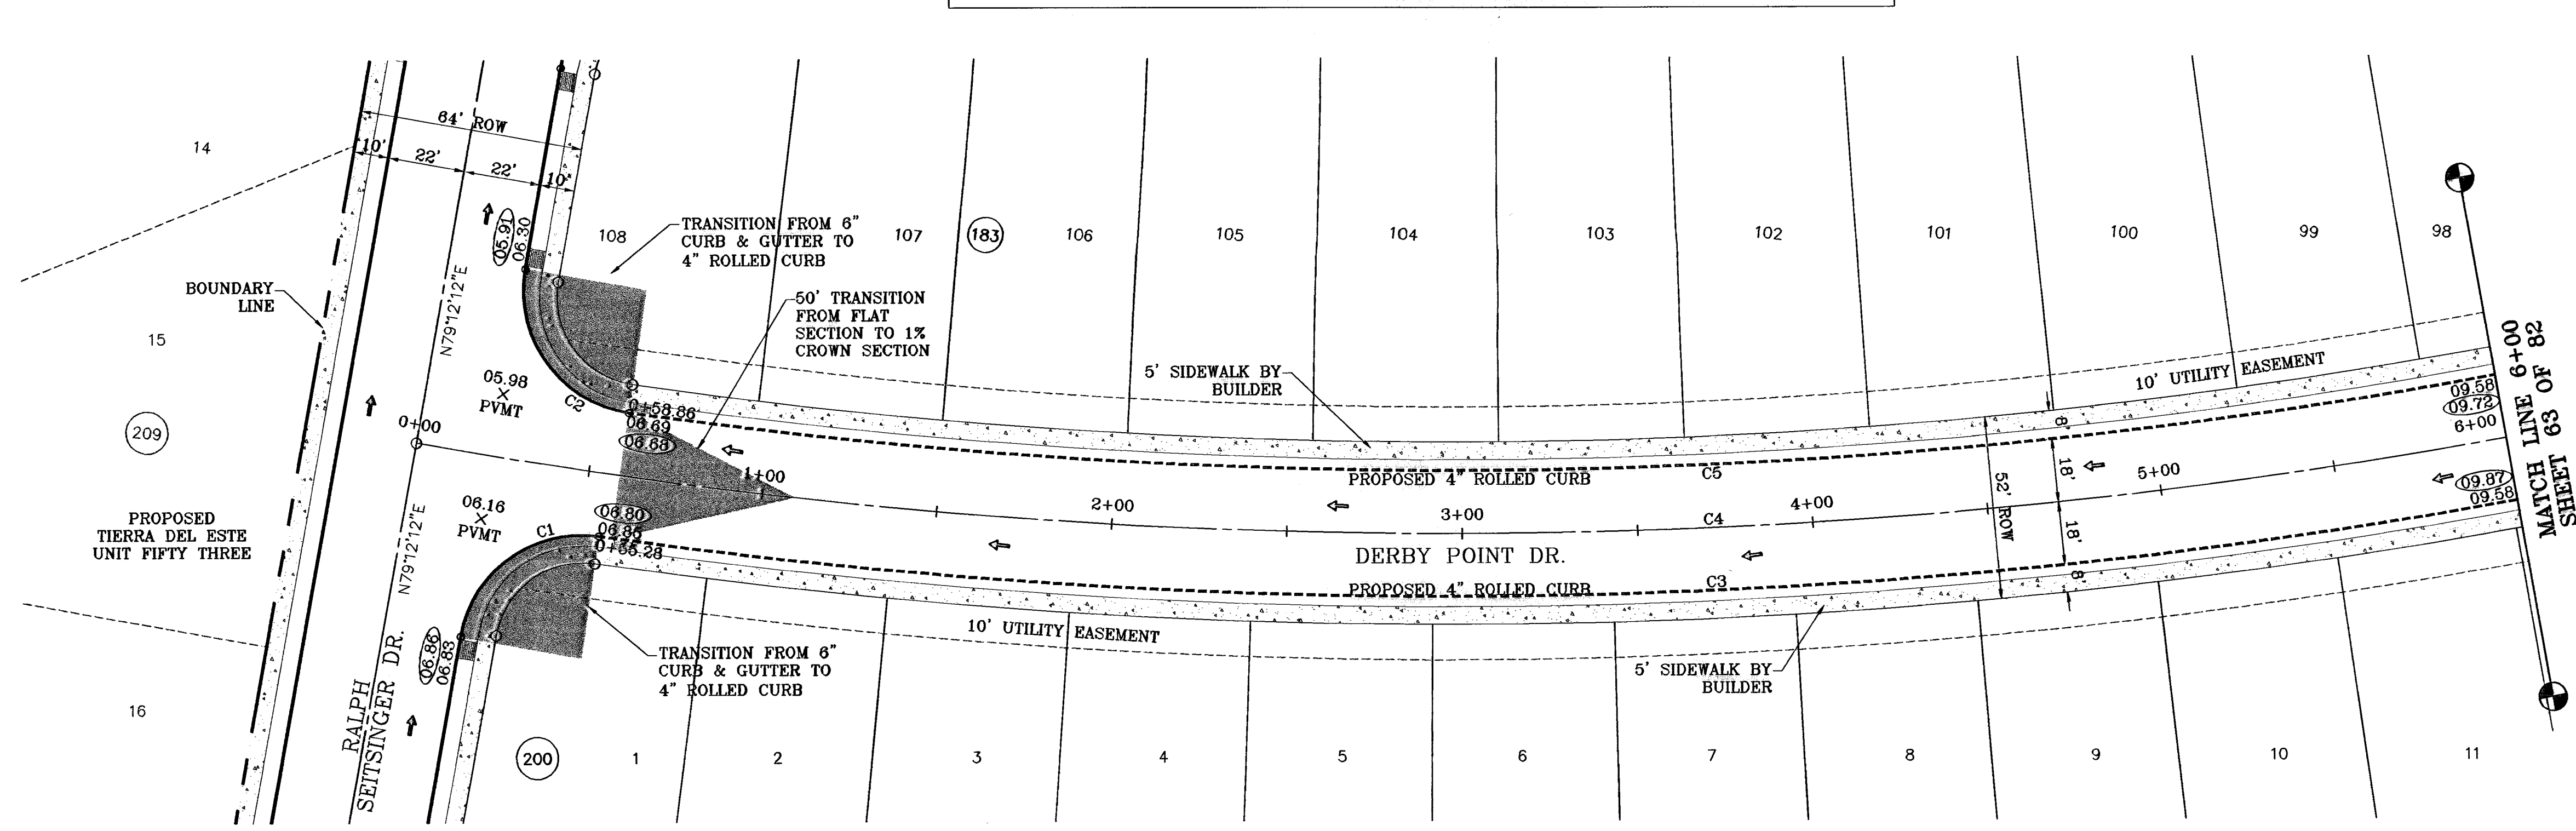 14
64' ROW
10'
22'
22'
10'
05.91
06.30
108
TRANSITION FROM 6"
CURB & GUTTER TO
4" ROLLED CURB
107
183
106
105
104
103
102
101
100
99
98
BOUNDARY
LINE
15
N79°12'12"E
50' TRANSITION
FROM FLAT
SECTION TO 1%
CROWN SECTION
5' SIDEWALK BY
BUILDER
10' UTILITY EASEMENT
MATCH LINE 6+00
SHEET 63 OF 82
05.98
PVMT
C2
0+58.86
06.69
06.68
209
0+00
1+00
2+00
3+00
4+00
5+00
6+00
09.58
09.72
09.87
09.58
PROPOSED 4" ROLLED CURB
C5
C4
8'
18'
52' ROW
18'
8'
06.16
PVMT
N79°12'12"E
C1
06.80
06.86
0+55.28
DERBY POINT DR.
PROPOSED 4" ROLLED CURB
C3
PROPOSED
TIERRA DEL ESTE
UNIT FIFTY THREE
10' UTILITY EASEMENT
TRANSITION FROM 6"
CURB & GUTTER TO
4" ROLLED CURB
5' SIDEWALK BY
BUILDER
06.86
06.83
16
RALPH
SEITSINGER DR.
200
1
2
3
4
5
6
7
8
9
10
11